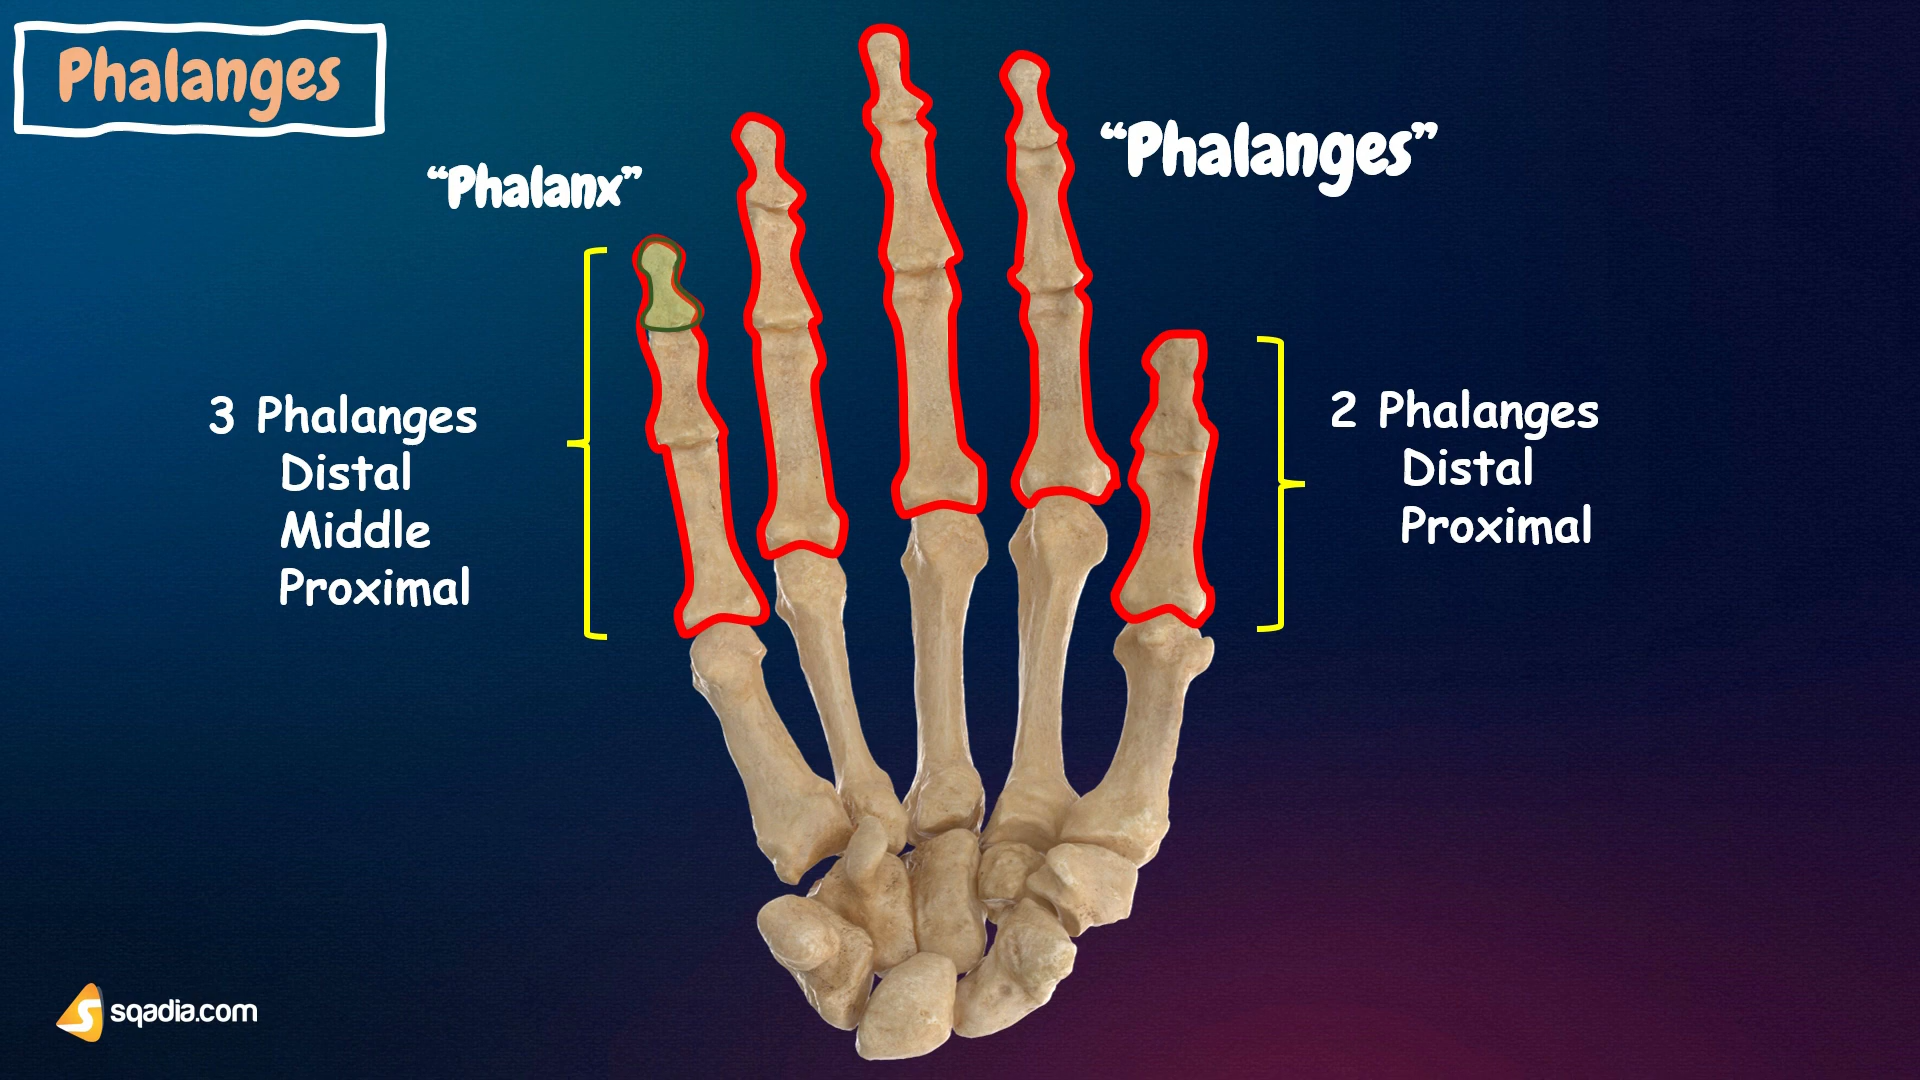 Phalanges
“Phalanx”
“Phalanges”
3 Phalanges
Distal
Middle
Proximal
2 Phalanges
Distal
Proximal
S sqadia.com